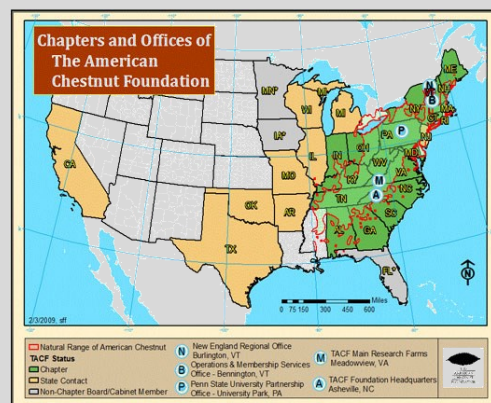 Chapters and Offices of
The American
Chestnut Foundation
ME
MN*
WI
MI
NY
MA
CT
RI
PA
NJ
IA*
CA
IL
IN
OH
MD
WV
VA
MO
KY
NC
TN
OK
AR
SC
TX
AL
GA
FL*
N
B
P
M
A
Miles
0 75 150 300 450 600
N
2/3/2009, sff
Natural Range of American Chestnut
TACF Status
Chapter
State Contact
Non-Chapter Board/Cabinet Member
N New England Regional Office
Burlington, VT
B Operations & Membership Services
Office - Bennington, VT
P Penn State University Partnership
Office - University Park, PA
M TACF Main Research Farms
Meadowview, VA
A TACF Foundation Headquarters
Asheville, NC